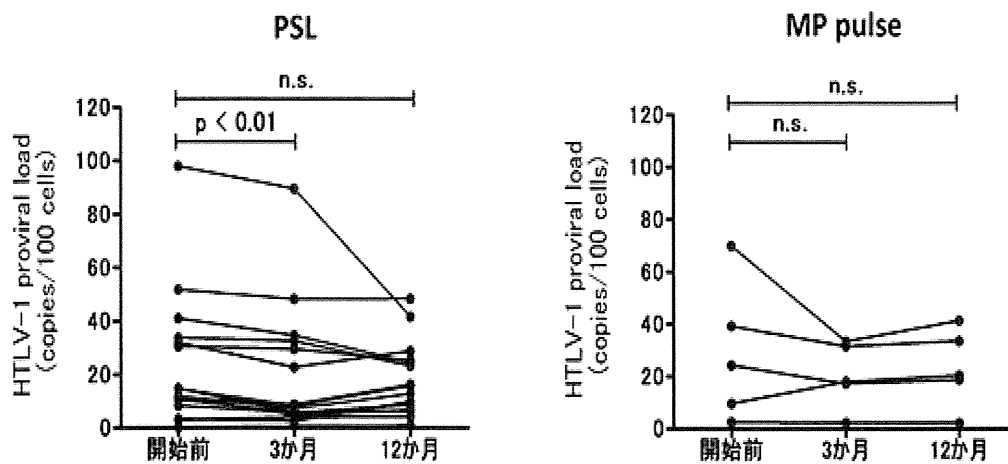 PSL
n.s.
p < 0.01
HTLV-1 proviral load
(copies/100 cells)
120
100
80
60
40
20
0
開始前 3か月 12か月
MP pulse
n.s.
n.s.
HTLV-1 proviral load
(copies/100 cells)
120
100
80
60
40
20
0
開始前 3か月 12か月